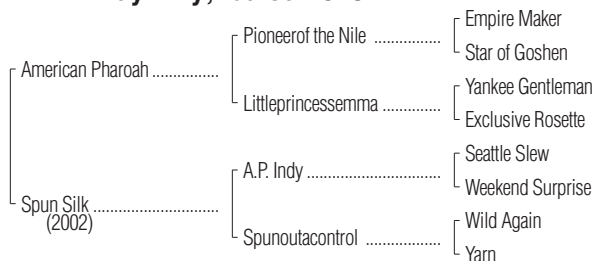 Empire Maker
Pioneerof the Nile ................
Star of Goshen
American Pharoah ................
Yankee Gentleman
Littleprincessemma ..............
Exclusive Rosette
Seattle Slew
A.P. Indy ................................
Weekend Surprise
Spun Silk ..............................
(2002)
Wild Again
Spunoutacontrol ..................
Yarn